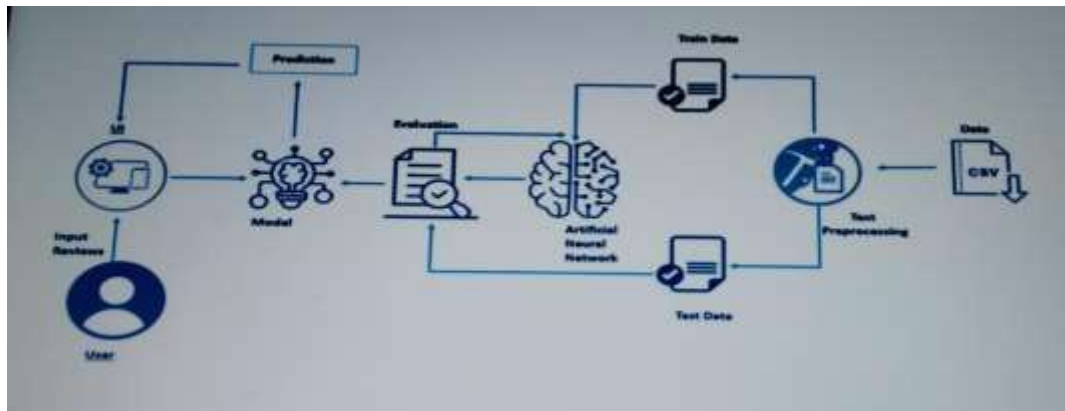 Train Data
Prediction
UI
Evaluation
Data
CSV
Model
Input
Reviews
Artificial
Neural
Network
Text
Preprocessing
Test Data
User